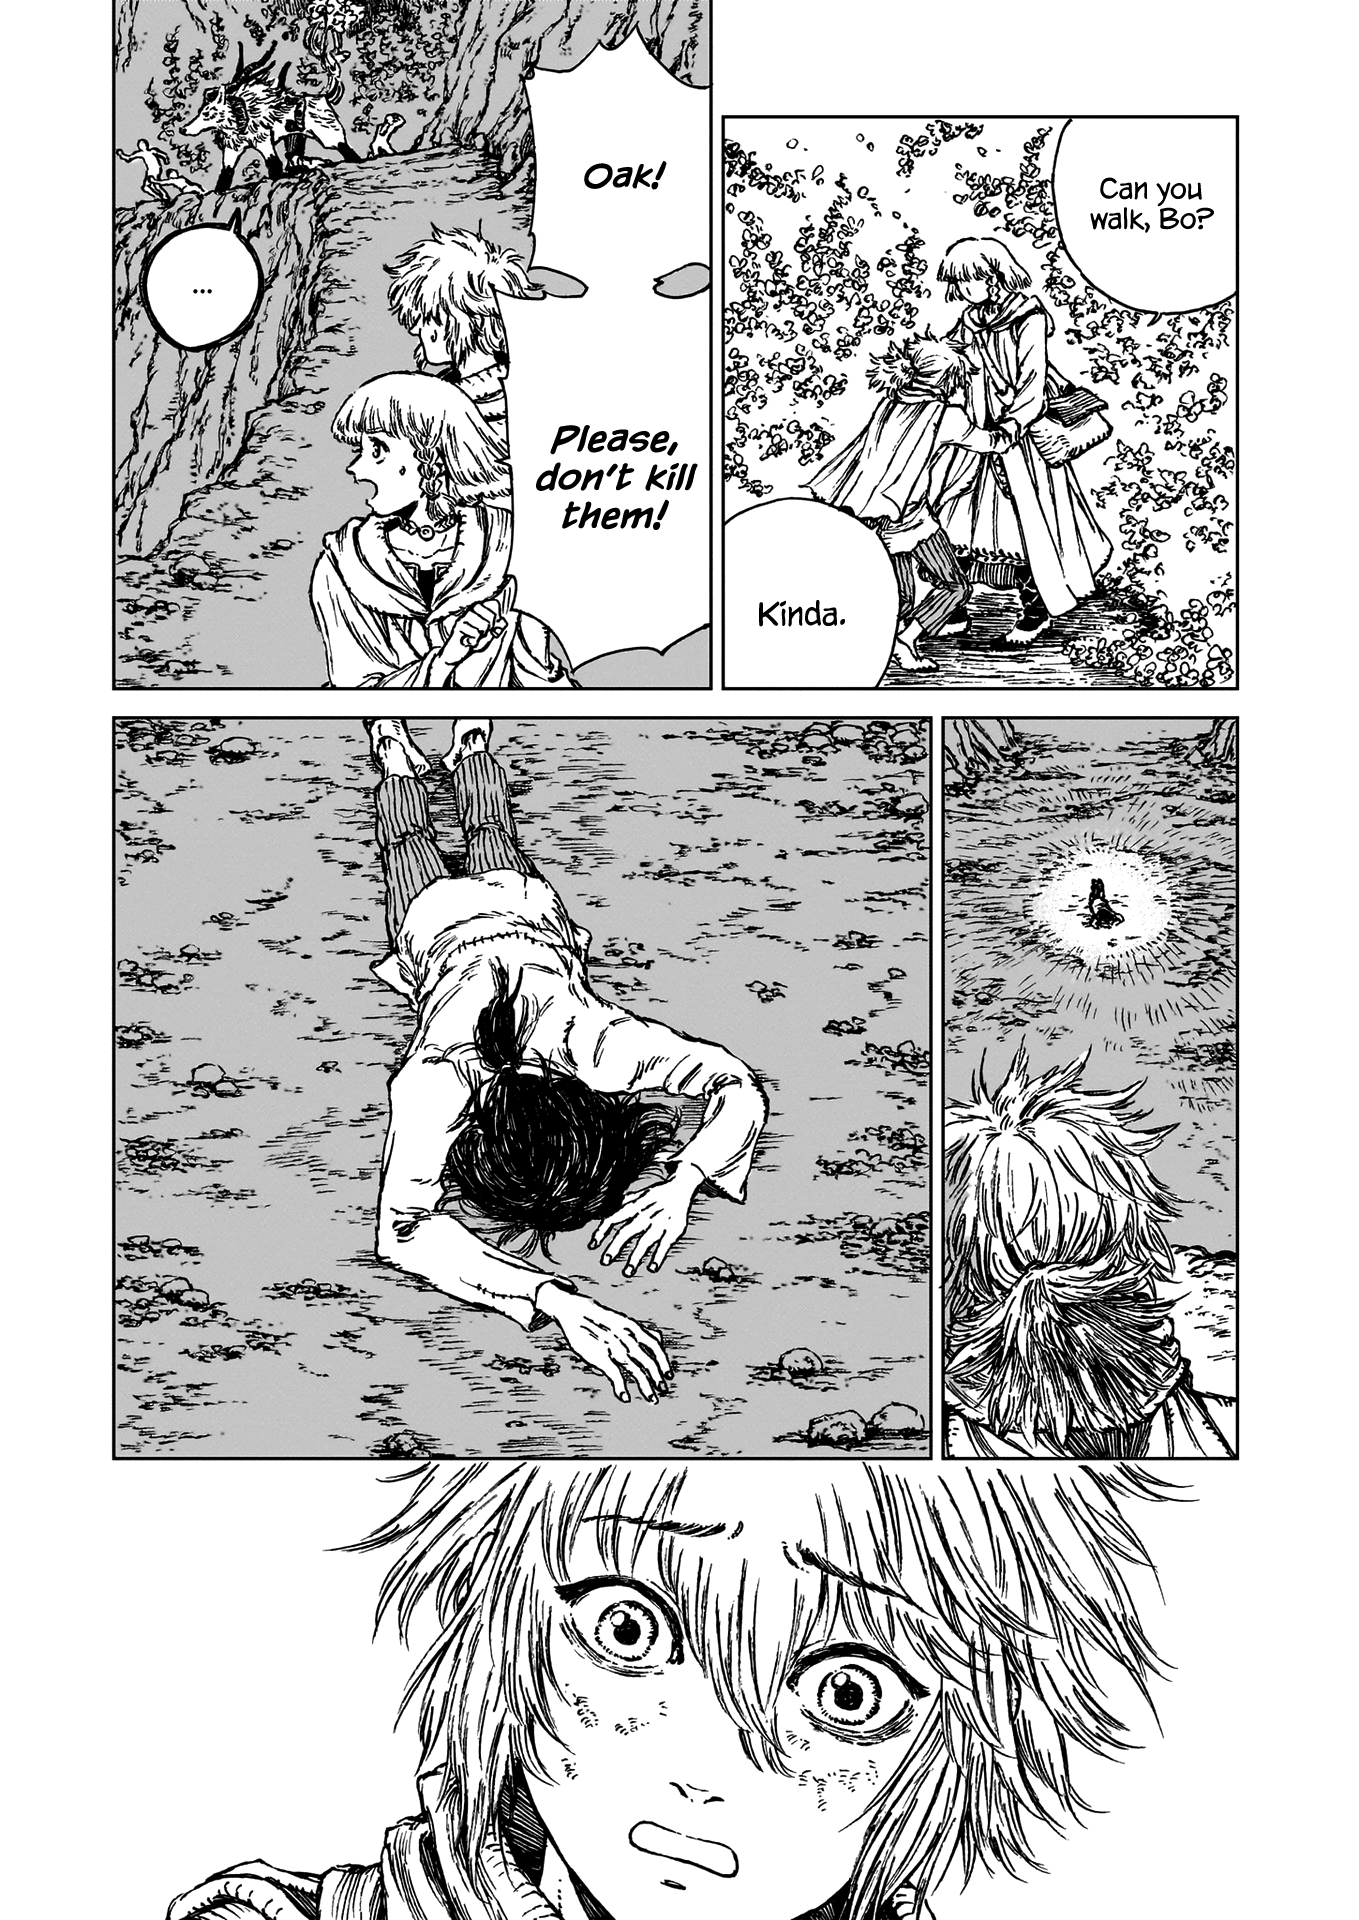 Can you
walk, Bo?
Kinda.
Oak!
Please,
don't kill
them!
...